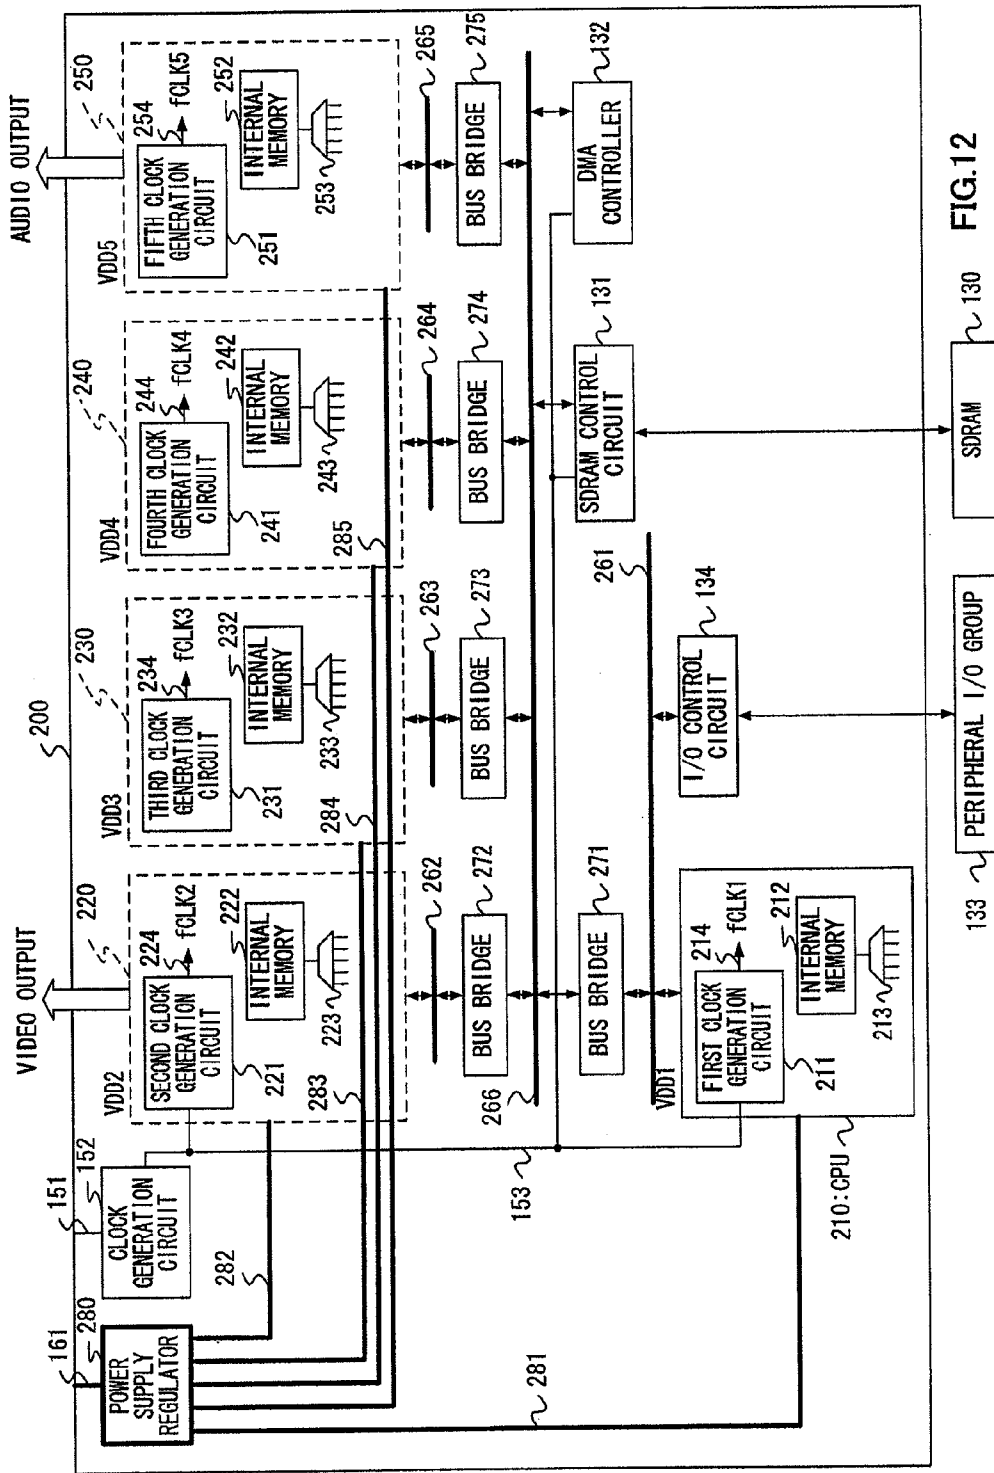 FIG.12
200
AUDIO OUTPUT
VIDEO OUTPUT
161
280
POWER
SUPPLY
REGULATOR
151
152
CLOCK
GENERATION
CIRCUIT
VDD2
220
SECOND CLOCK
GENERATION
CIRCUIT
224
fCLK2
221
222
INTERNAL
MEMORY
223
VDD3
230
THIRD CLOCK
GENERATION
CIRCUIT
234
fCLK3
231
232
INTERNAL
MEMORY
233
VDD4
240
FOURTH CLOCK
GENERATION
CIRCUIT
244
fCLK4
241
242
INTERNAL
MEMORY
243
VDD5
250
FIFTH CLOCK
GENERATION
CIRCUIT
254
fCLK5
251
252
INTERNAL
MEMORY
253
282
283
284
285
262
263
264
265
BUS BRIDGE
272
BUS BRIDGE
273
BUS BRIDGE
274
BUS BRIDGE
275
266
153
BUS BRIDGE
271
261
SDRAM CONTROL
CIRCUIT
131
DMA
CONTROLLER
132
281
VDD1
FIRST CLOCK
GENERATION
CIRCUIT
214
fCLK1
211
212
INTERNAL
MEMORY
213
210:CPU
I/O CONTROL
CIRCUIT
134
133
PERIPHERAL I/O GROUP
SDRAM
130